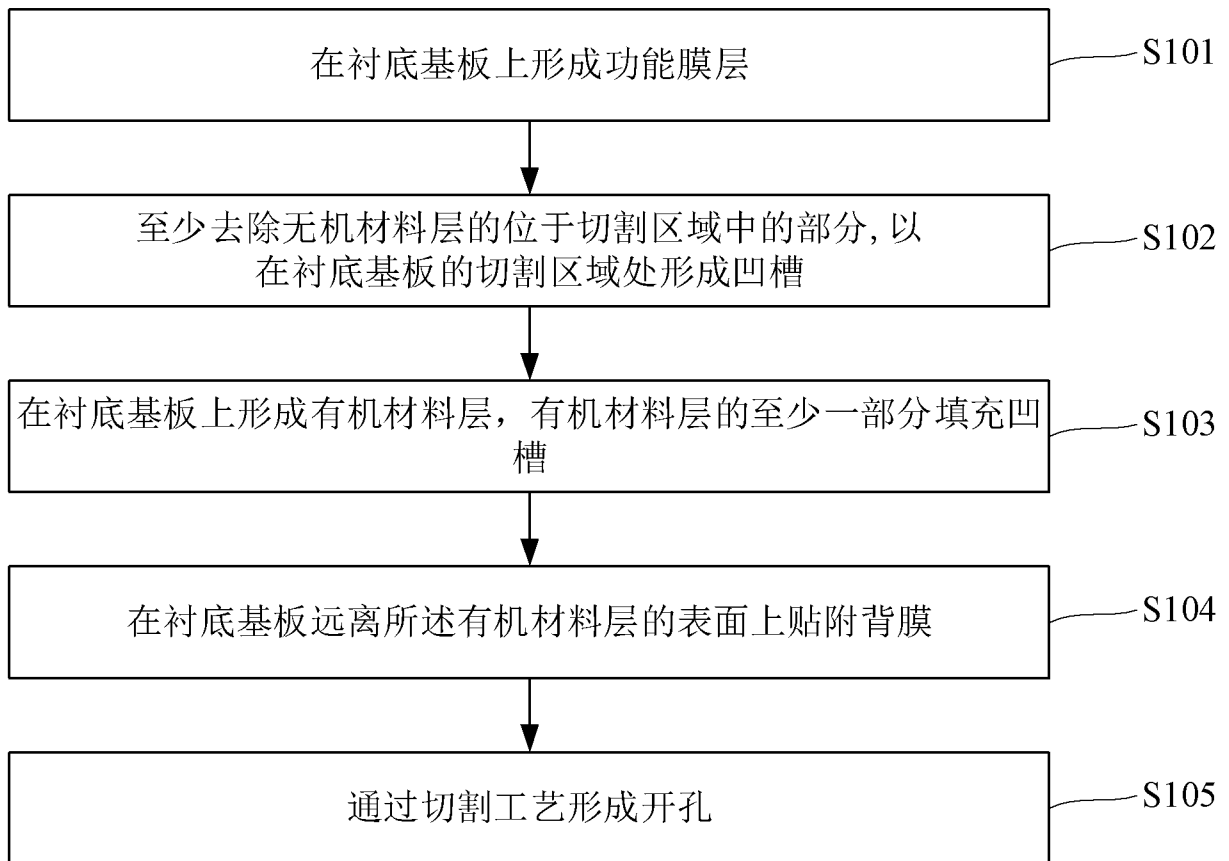 在衬底基板上形成功能膜层
S101
至少去除无机材料层的位于切割区域中的部分, 以
在衬底基板的切割区域处形成凹槽
S102
在衬底基板上形成有机材料层，有机材料层的至少一部分填充凹
槽
S103
在衬底基板远离所述有机材料层的表面上贴附背膜
S104
通过切割工艺形成开孔
S105